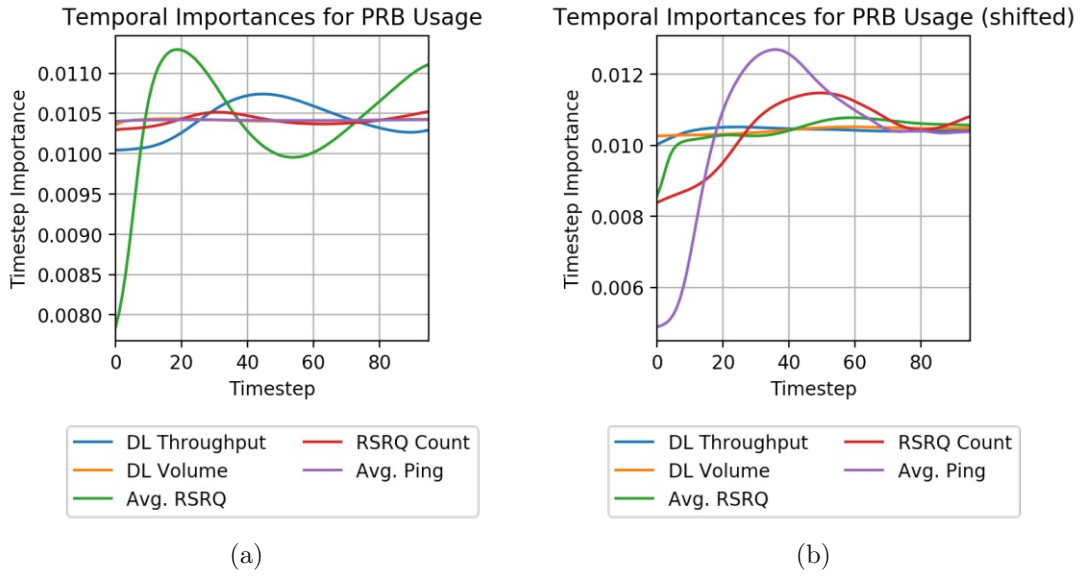 Temporal Importances for PRB Usage
0.0110
0.0105
0.0100
0.0095
0.0090
0.0085
0.0080
Timestep Importance
0 20 40 60 80
Timestep
DL Throughput
DL Volume
Avg. RSRQ
RSRQ Count
Avg. Ping
(a)
Temporal Importances for PRB Usage (shifted)
0.012
0.010
0.008
0.006
Timestep Importance
0 20 40 60 80
Timestep
DL Throughput
DL Volume
Avg. RSRQ
RSRQ Count
Avg. Ping
(b)